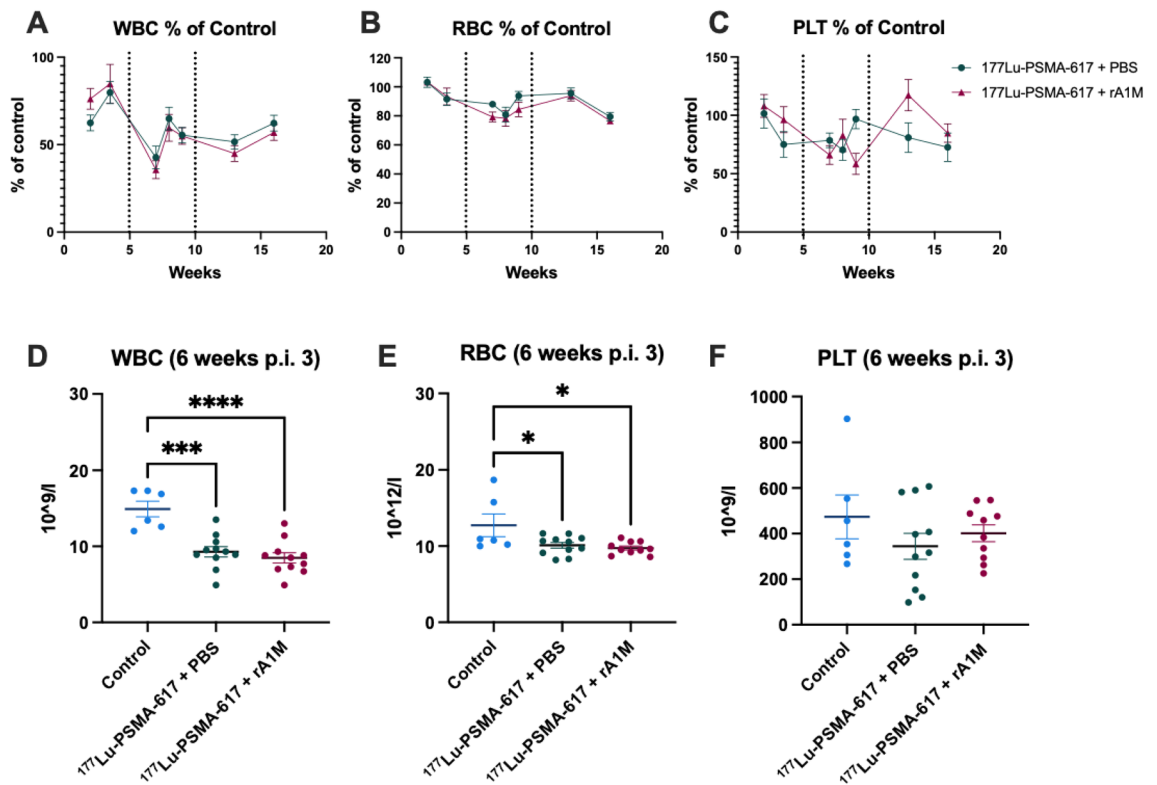 A WBC % of Control
B RBC % of Control
C PLT % of Control
177Lu-PSMA-617 + PBS
177Lu-PSMA-617 + rA1M
% of control
100
50
0
0 5 10 15 20
Weeks
% of control
120
100
80
60
40
20
0
0 5 10 15 20
Weeks
% of control
150
100
50
0
0 5 10 15 20
Weeks
D WBC (6 weeks p.i. 3)
10^9/l
30
20
10
0
****
***
Control
177Lu-PSMA-617 + PBS
177Lu-PSMA-617 + rA1M
E RBC (6 weeks p.i. 3)
10^12/l
30
20
10
0
*
*
Control
177Lu-PSMA-617 + PBS
177Lu-PSMA-617 + rA1M
F PLT (6 weeks p.i. 3)
10^9/l
1000
800
600
400
200
0
Control
177Lu-PSMA-617 + PBS
177Lu-PSMA-617 + rA1M